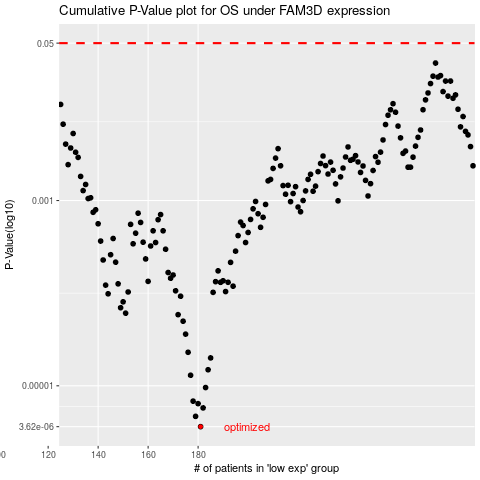 Cumulative P-Value plot for OS under FAM3D expression
P-Value(log10)
0.05
0.001
0.00001
3.62e-06
optimized
00 120 140 160 180
# of patients in 'low exp' group